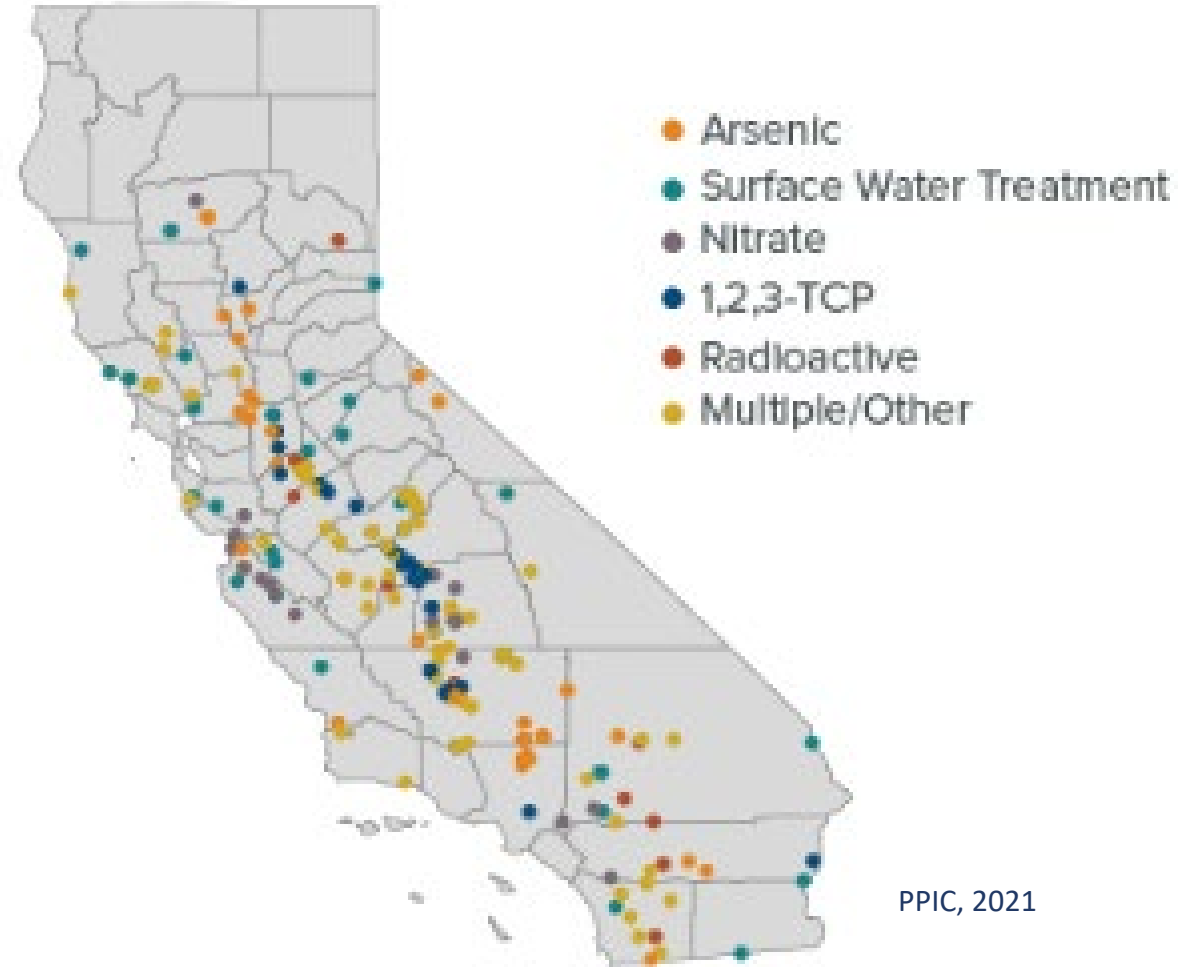 Arsenic
Surface Water Treatment
Nitrate
1,2,3-TCP
Radioactive
Multiple/Other
PPIC, 2021